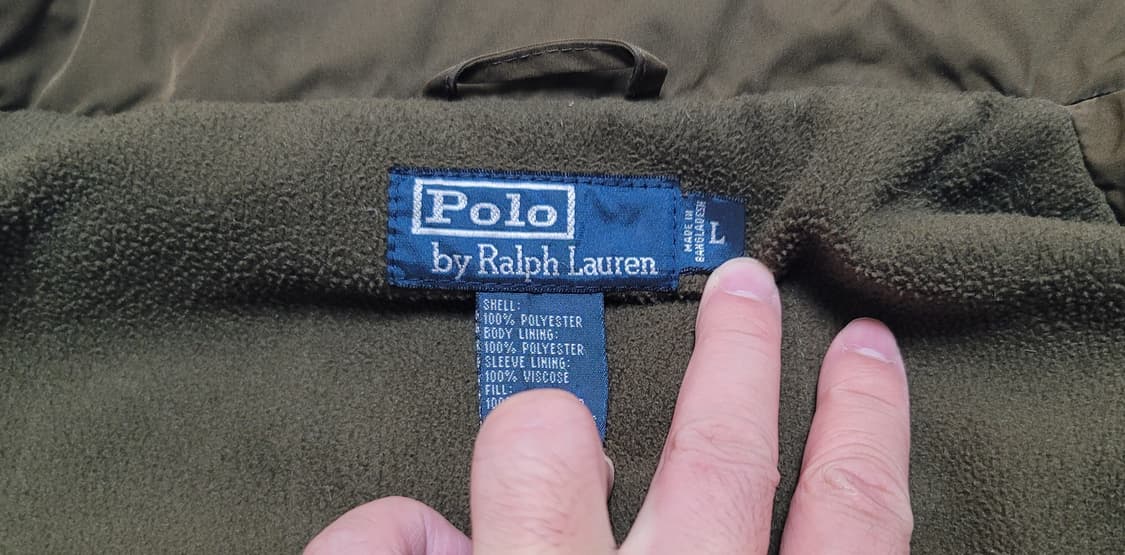 Polo
by Ralph Lauren
MADE IN
BANGLADESH
L
SHELL:
100% POLYESTER
BODY LINING:
100% POLYESTER
SLEEVE LINING:
100% VISCOSE
FILL: